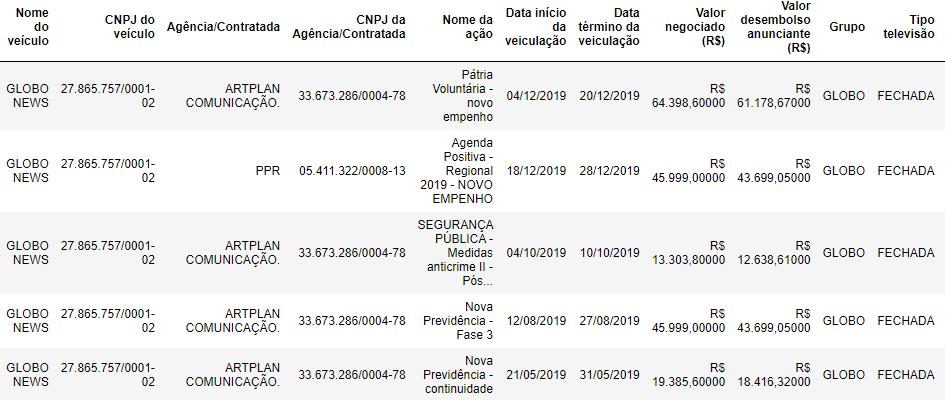 Nome do veículo CNPJ do veículo Agência/Contratada CNPJ da Agência/Contratada Nome da ação Data início da veiculação Data término da veiculação Valor negociado (R$) Valor desembolso anunciante (R$) Grupo Tipo televisão
GLOBO NEWS 27.865.757/0001-02 ARTPLAN COMUNICAÇÃO. 33.673.286/0004-78 Pátria Voluntária - novo empenho 04/12/2019 20/12/2019 R$ 64.398,60000 R$ 61.178,67000 GLOBO FECHADA
GLOBO NEWS 27.865.757/0001-02 PPR 05.411.322/0008-13 Agenda Positiva - Regional 2019 - NOVO EMPENHO 18/12/2019 28/12/2019 R$ 45.999,00000 R$ 43.699,05000 GLOBO FECHADA
GLOBO NEWS 27.865.757/0001-02 ARTPLAN COMUNICAÇÃO. 33.673.286/0004-78 SEGURANÇA PÚBLICA - Medidas anticrime II - Pós... 04/10/2019 10/10/2019 R$ 13.303,80000 R$ 12.638,61000 GLOBO FECHADA
GLOBO NEWS 27.865.757/0001-02 ARTPLAN COMUNICAÇÃO. 33.673.286/0004-78 Nova Previdência - Fase 3 12/08/2019 27/08/2019 R$ 45.999,00000 R$ 43.699,05000 GLOBO FECHADA
GLOBO NEWS 27.865.757/0001-02 ARTPLAN COMUNICAÇÃO. 33.673.286/0004-78 Nova Previdência - continuidade 21/05/2019 31/05/2019 R$ 19.385,60000 R$ 18.416,32000 GLOBO FECHADA